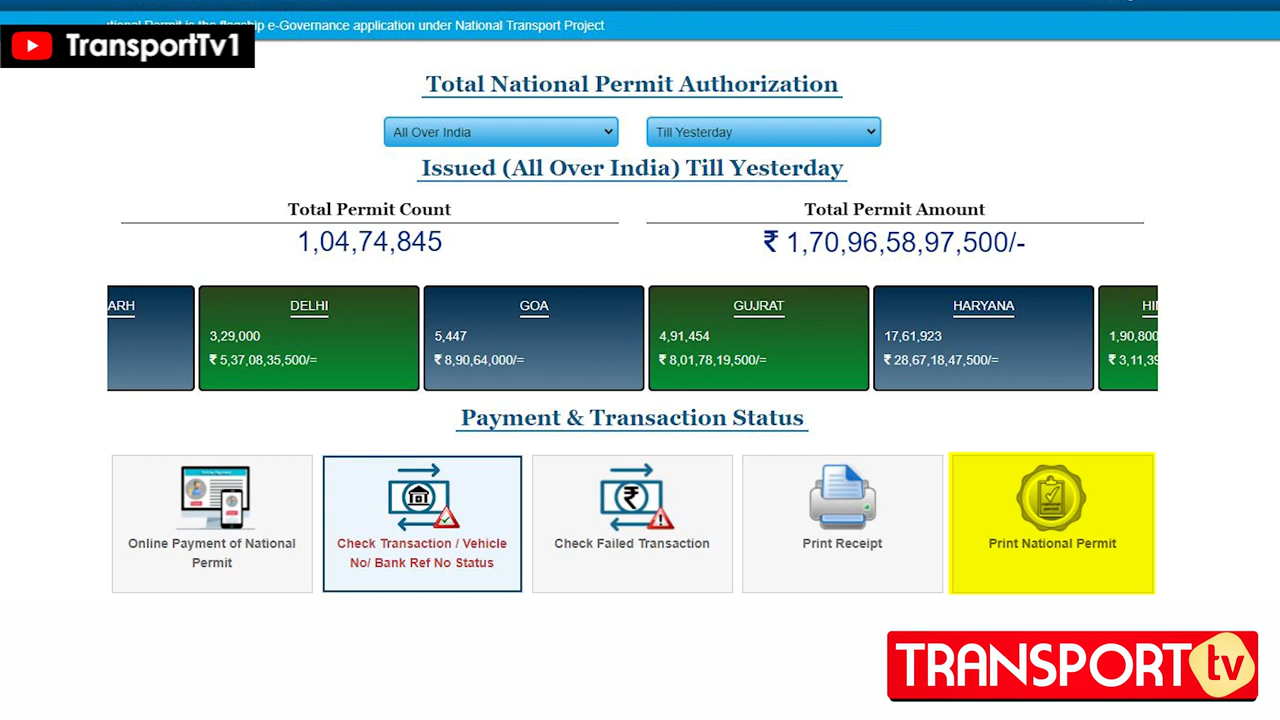 National Permit is the flagship e-Governance application under National Transport Project
TransportTv1
Total National Permit Authorization
All Over India
Till Yesterday
Issued (All Over India) Till Yesterday
Total Permit Count
Total Permit Amount
1,04,74,845
₹ 1,70,96,58,97,500/-
ARH
DELHI
3,29,000
₹ 5,37,08,35,500/=
GOA
5,447
₹ 8,90,64,000/=
GUJRAT
4,91,454
₹ 8,01,78,19,500/=
HARYANA
17,61,923
₹ 28,67,18,47,500/=
HI
1,90,800
₹ 3,11,39
Payment & Transaction Status
Online Payment of National
Permit
Check Transaction / Vehicle
No/ Bank Ref No Status
Check Failed Transaction
Print Receipt
Print National Permit
TRANSPORT tv